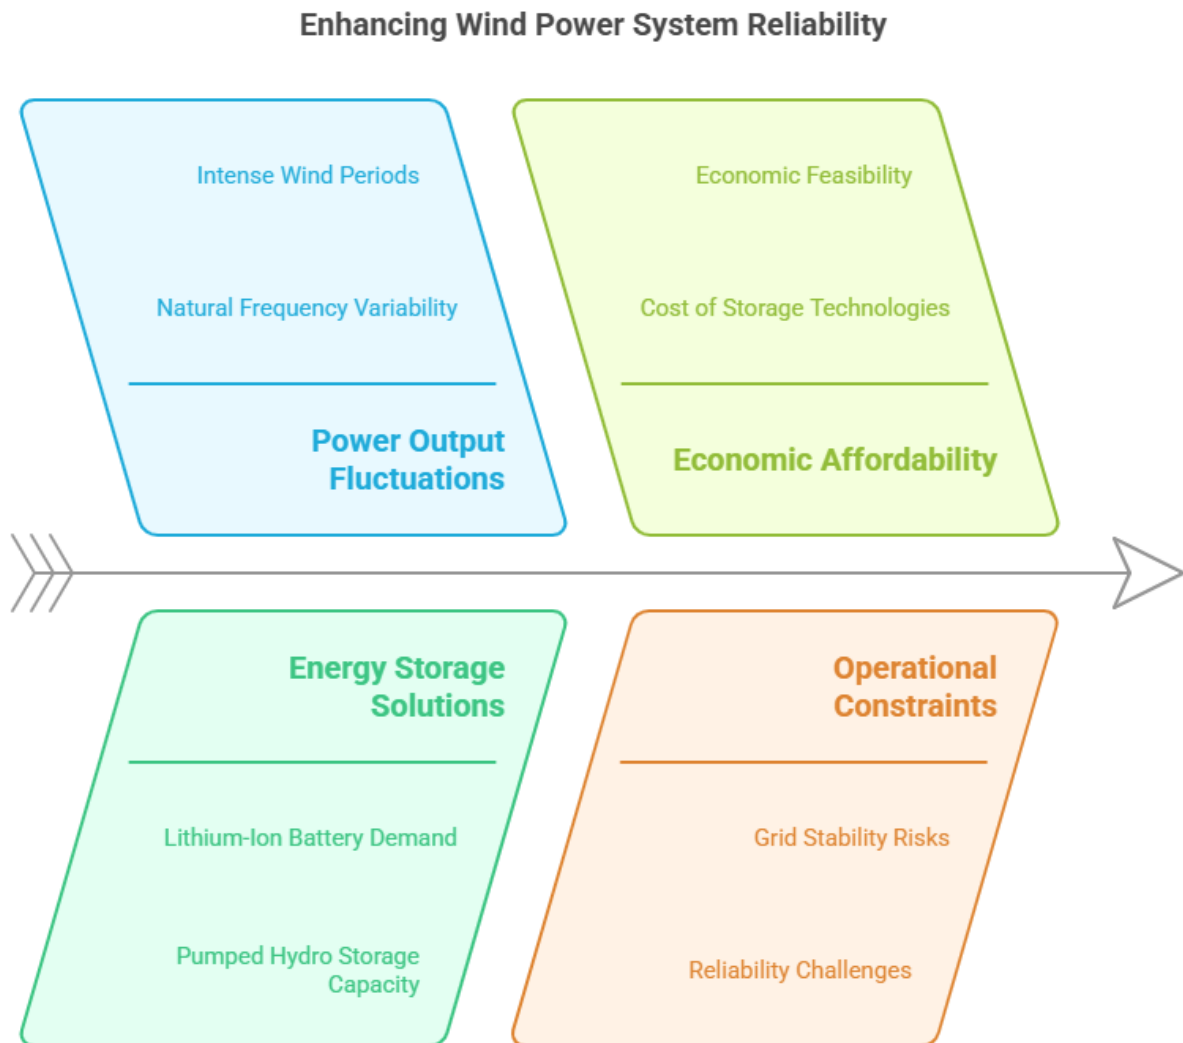 Enhancing Wind Power System Reliability
Intense Wind Periods
Natural Frequency Variability
Power Output
Fluctuations
Economic Feasibility
Cost of Storage Technologies
Economic Affordability
Energy Storage
Solutions
Lithium-Ion Battery Demand
Pumped Hydro Storage
Capacity
Operational
Constraints
Grid Stability Risks
Reliability Challenges